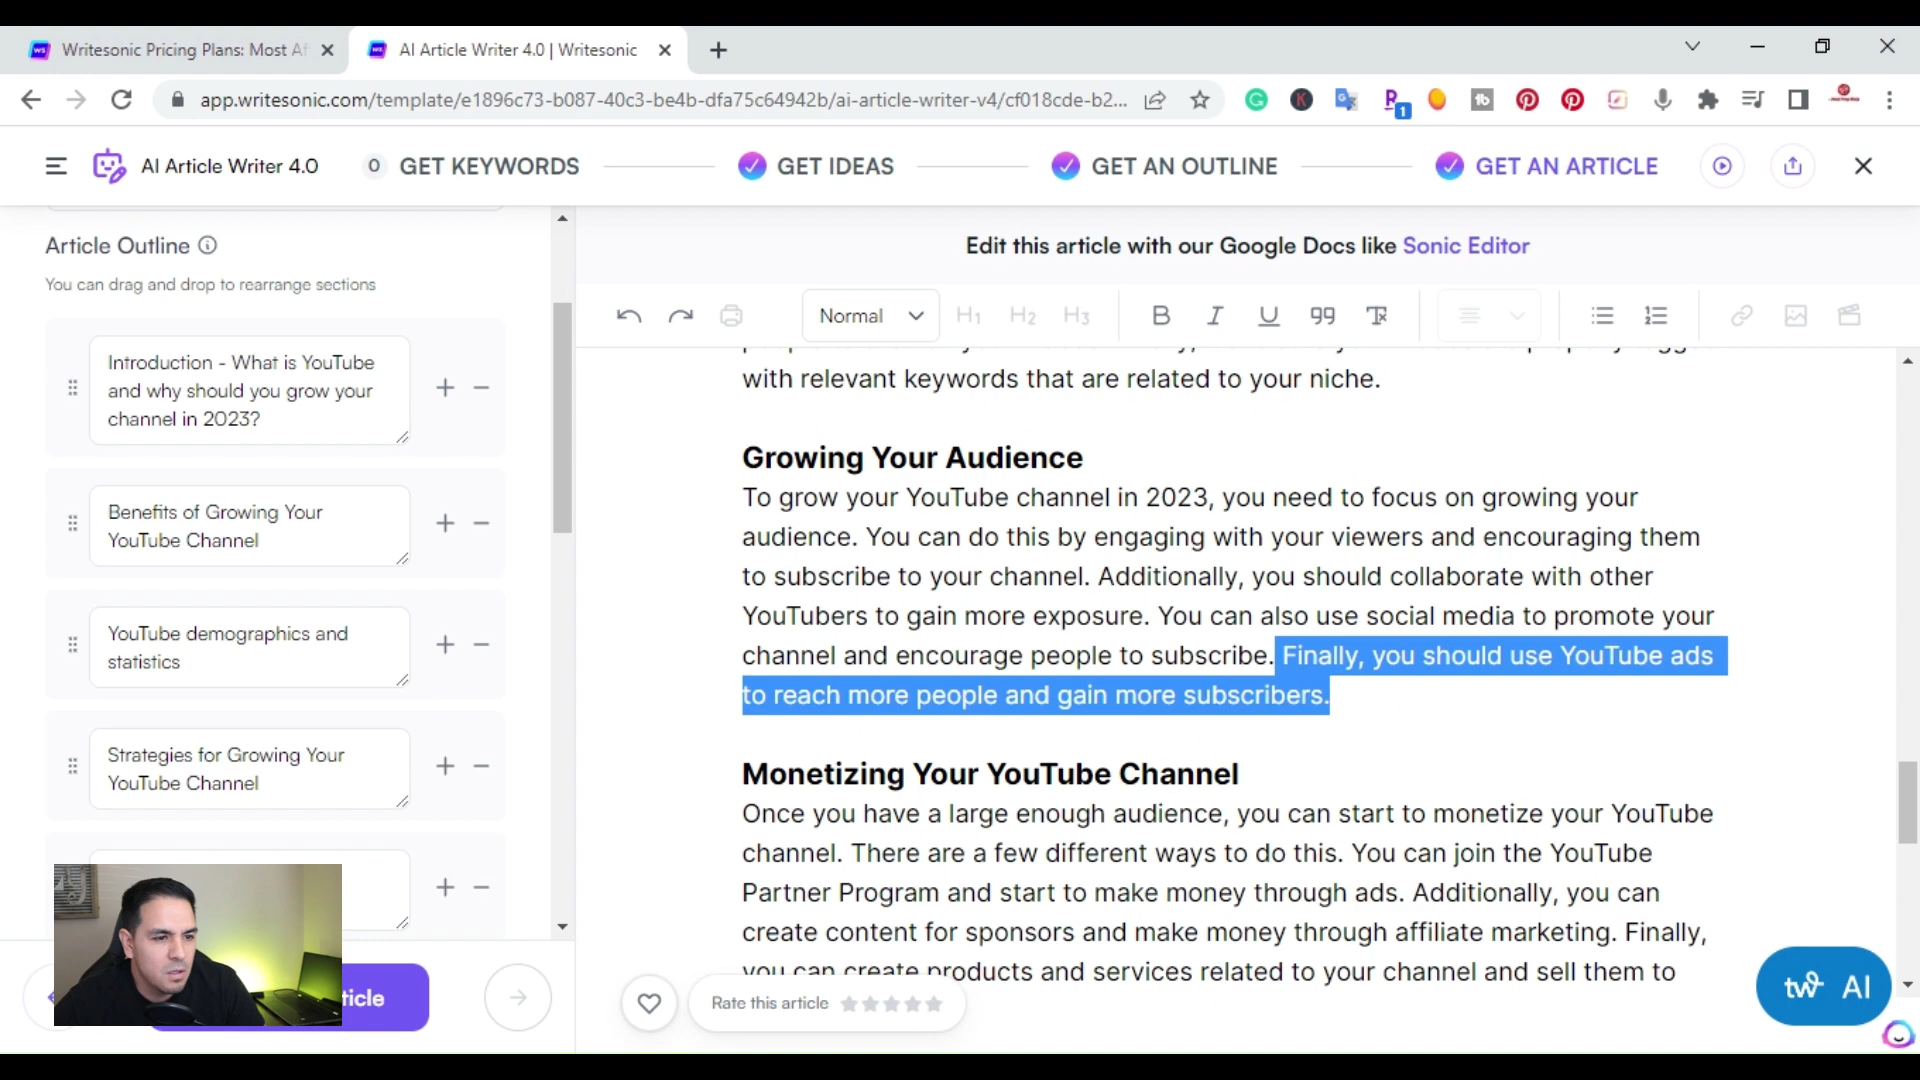 Writesonic Pricing Plans: Most Af
AI Article Writer 4.0 | Writesonic
app.writesonic.com/template/e1896c73-b087-40c3-be4b-dfa75c64942b/ai-article-writer-v4/cf018cde-b2...
AI Article Writer 4.0
0 GET KEYWORDS
GET IDEAS
GET AN OUTLINE
GET AN ARTICLE
Article Outline
You can drag and drop to rearrange sections
Introduction - What is YouTube
and why should you grow your
channel in 2023?
Benefits of Growing Your
YouTube Channel
YouTube demographics and
statistics
Strategies for Growing Your
YouTube Channel
ticle
Edit this article with our Google Docs like Sonic Editor
Normal H1 H2 H3 B I U
with relevant keywords that are related to your niche.
Growing Your Audience
To grow your YouTube channel in 2023, you need to focus on growing your
audience. You can do this by engaging with your viewers and encouraging them
to subscribe to your channel. Additionally, you should collaborate with other
YouTubers to gain more exposure. You can also use social media to promote your
channel and encourage people to subscribe. Finally, you should use YouTube ads
to reach more people and gain more subscribers.
Monetizing Your YouTube Channel
Once you have a large enough audience, you can start to monetize your YouTube
channel. There are a few different ways to do this. You can join the YouTube
Partner Program and start to make money through ads. Additionally, you can
create content for sponsors and make money through affiliate marketing. Finally,
you can create products and services related to your channel and sell them to
Rate this article
tw AI